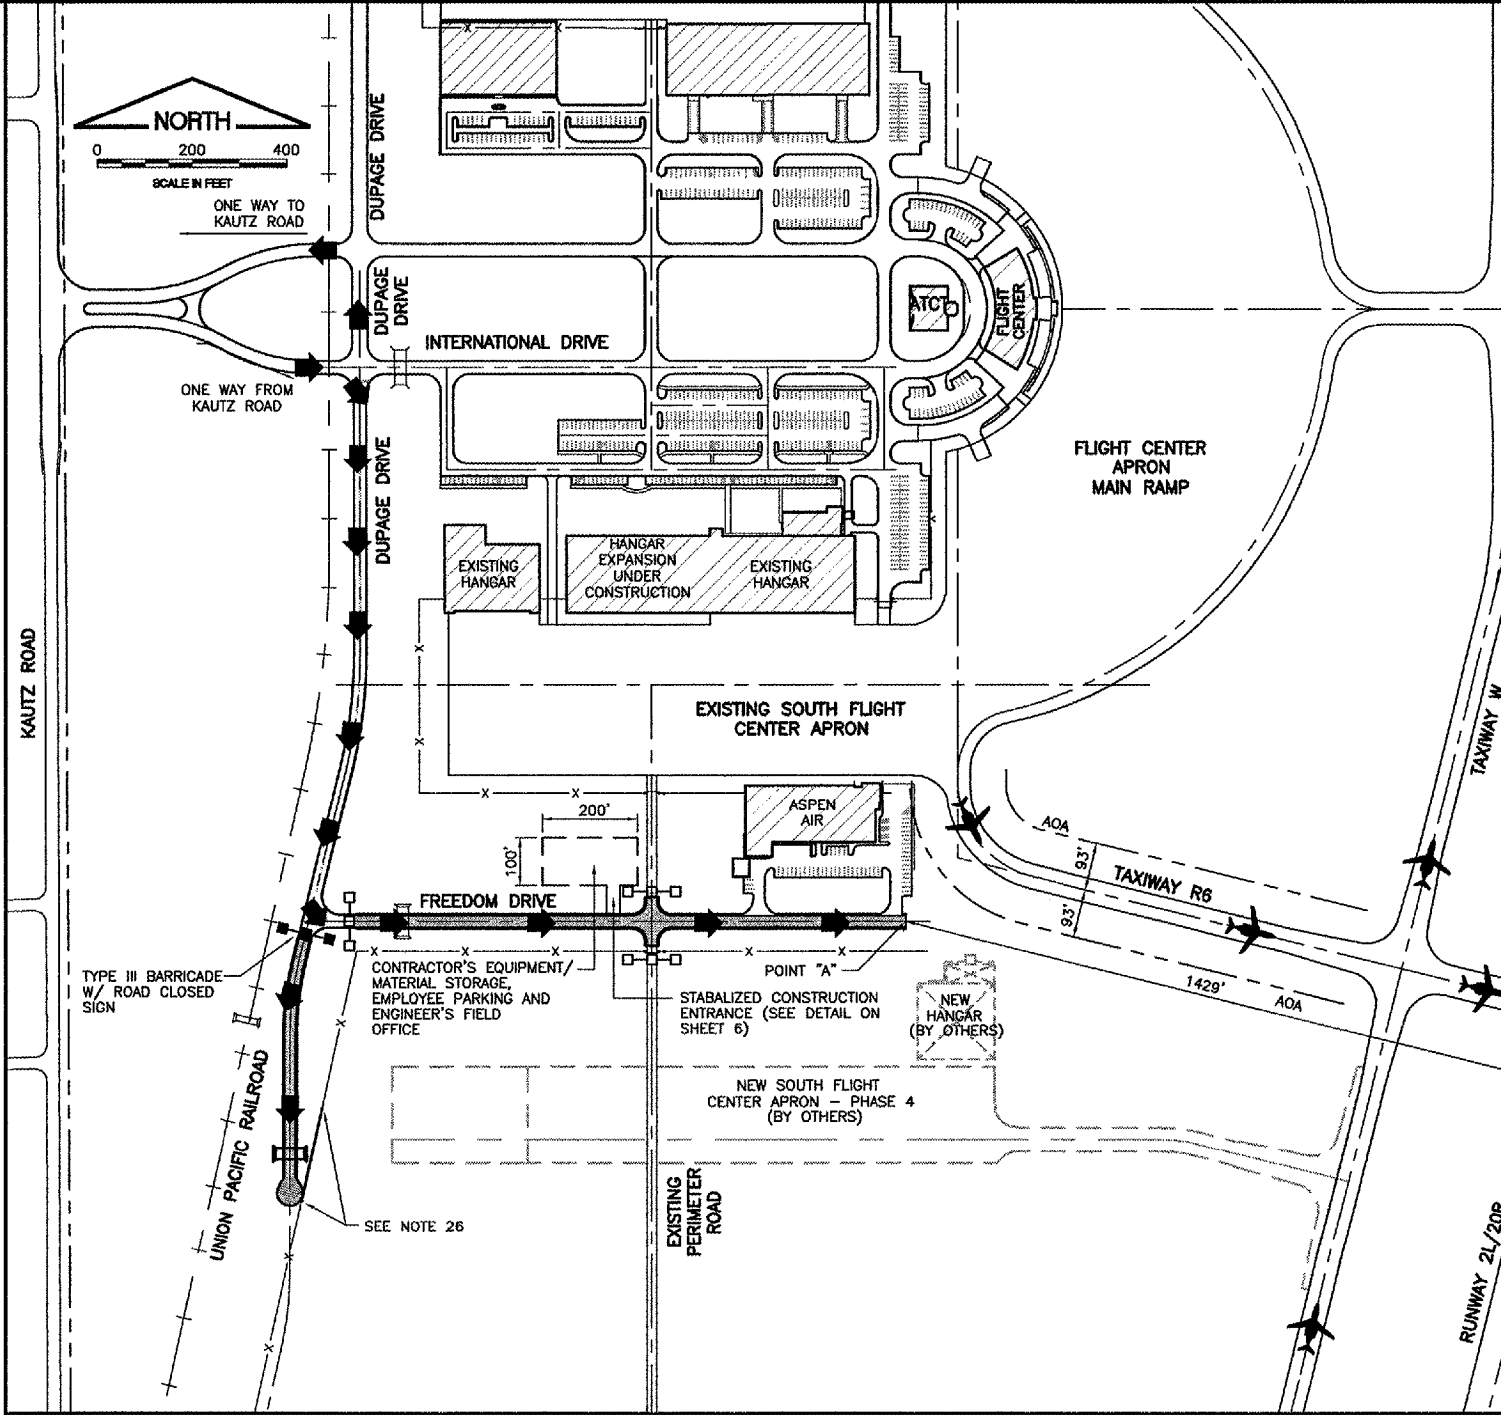 NORTH
0 200 400
SCALE IN FEET
ONE WAY TO
KAUTZ ROAD
DUPAGE DRIVE
DUPAGE
DRIVE
INTERNATIONAL DRIVE
ONE WAY FROM
KAUTZ ROAD
DUPAGE DRIVE
ATCT
FLIGHT
CENTER
FLIGHT CENTER
APRON
MAIN RAMP
EXISTING
HANGAR
HANGAR
EXPANSION
UNDER
CONSTRUCTION
EXISTING
HANGAR
KAUTZ ROAD
EXISTING SOUTH FLIGHT
CENTER APRON
TAXIWAY W
ASPEN
AIR
200'
100'
AOA
93'
TAXIWAY R6
93'
FREEDOM DRIVE
TYPE III BARRICADE
W/ ROAD CLOSED
SIGN
CONTRACTOR'S EQUIPMENT/
MATERIAL STORAGE,
EMPLOYEE PARKING AND
ENGINEER'S FIELD
OFFICE
POINT "A"
STABALIZED CONSTRUCTION
ENTRANCE (SEE DETAIL ON
SHEET 6)
NEW
HANGAR
(BY OTHERS)
1429'
AOA
UNION PACIFIC RAILROAD
NEW SOUTH FLIGHT
CENTER APRON – PHASE 4
(BY OTHERS)
SEE NOTE 26
EXISTING
PERIMETER
ROAD
RUNWAY 2L/20R